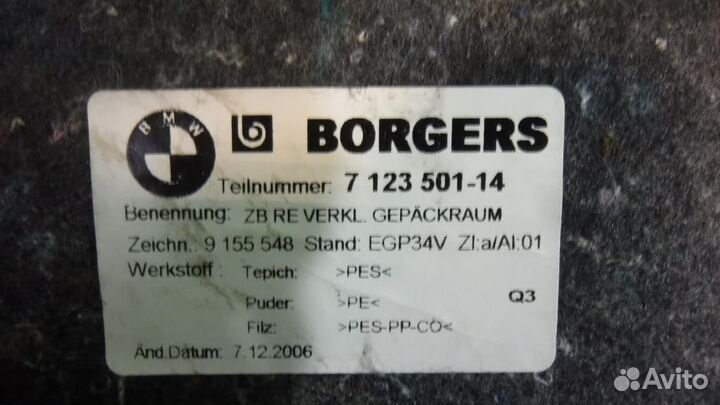 BMW BORGERS
Teilnummer: 7 123 501-14
Benennung: ZB RE VERKL. GEPÄCKRAUM
Zeichn.: 9 155 548 Stand: EGP34V ZI:a/AI:01
Werkstoff : Tepich: >PES<
Puder: >PE< Q3
Filz: >PES-PP-CO<
Änd.Datum: 7.12.2006
Avito